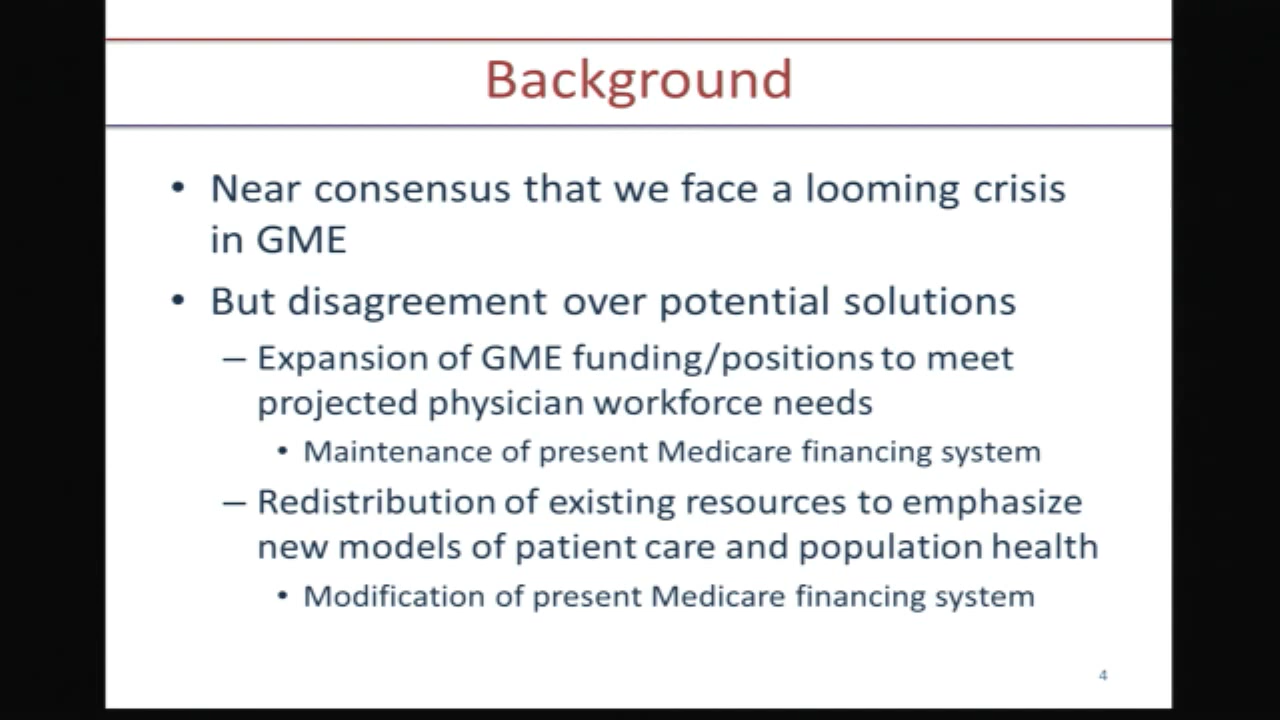 Background
• Near consensus that we face a looming crisis
in GME
• But disagreement over potential solutions
– Expansion of GME funding/positions to meet
projected physician workforce needs
• Maintenance of present Medicare financing system
– Redistribution of existing resources to emphasize
new models of patient care and population health
• Modification of present Medicare financing system
4